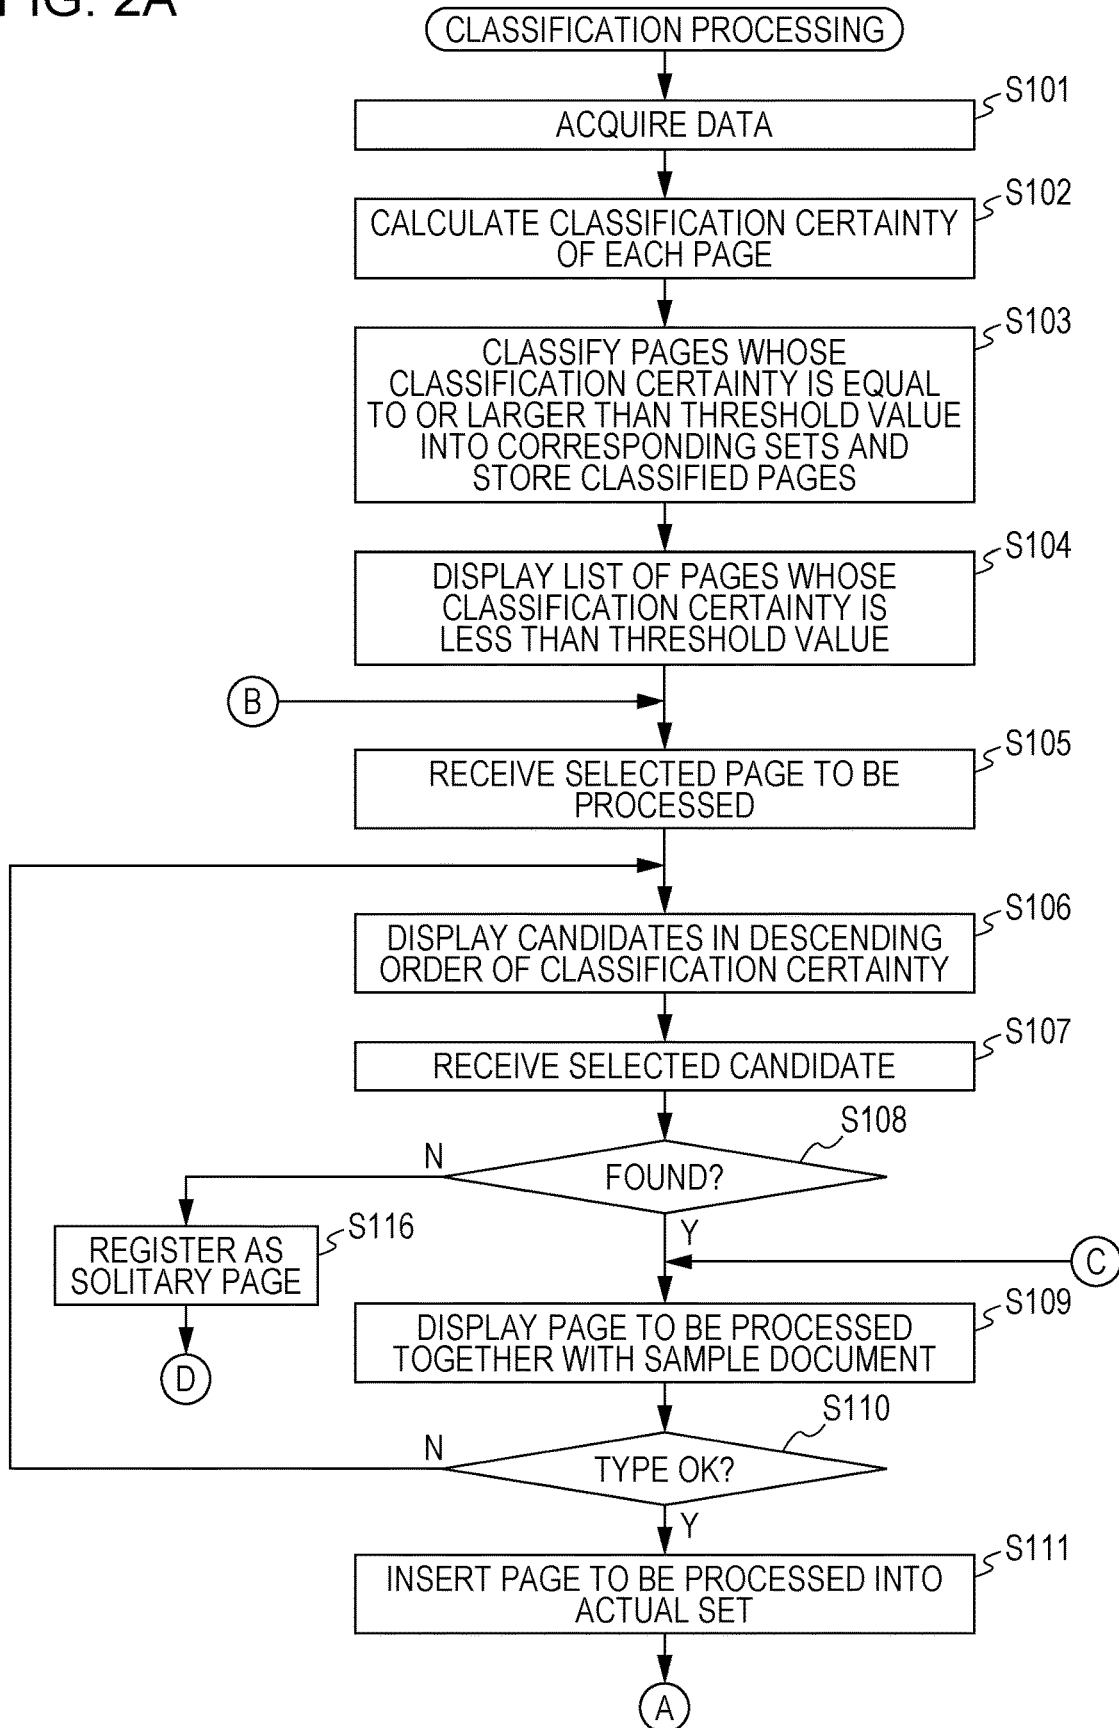 FIG. 2A
CLASSIFICATION PROCESSING
S101
ACQUIRE DATA
S102
CALCULATE CLASSIFICATION CERTAINTY
OF EACH PAGE
S103
CLASSIFY PAGES WHOSE
CLASSIFICATION CERTAINTY IS EQUAL
TO OR LARGER THAN THRESHOLD VALUE
INTO CORRESPONDING SETS AND
STORE CLASSIFIED PAGES
S104
DISPLAY LIST OF PAGES WHOSE
CLASSIFICATION CERTAINTY IS
LESS THAN THRESHOLD VALUE
B
S105
RECEIVE SELECTED PAGE TO BE
PROCESSED
S106
DISPLAY CANDIDATES IN DESCENDING
ORDER OF CLASSIFICATION CERTAINTY
S107
RECEIVE SELECTED CANDIDATE
S108
N
FOUND?
Y
S116
REGISTER AS
SOLITARY PAGE
D
C
S109
DISPLAY PAGE TO BE PROCESSED
TOGETHER WITH SAMPLE DOCUMENT
S110
N
TYPE OK?
Y
S111
INSERT PAGE TO BE PROCESSED INTO
ACTUAL SET
A